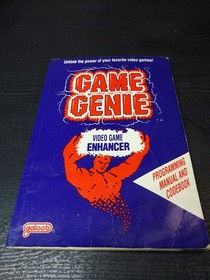 Unlock the power of your favorite video games!
GAME
GENIE
VIDEO GAME
ENHANCER
PROGRAMMING
MANUAL AND
CODEBOOK
galoob